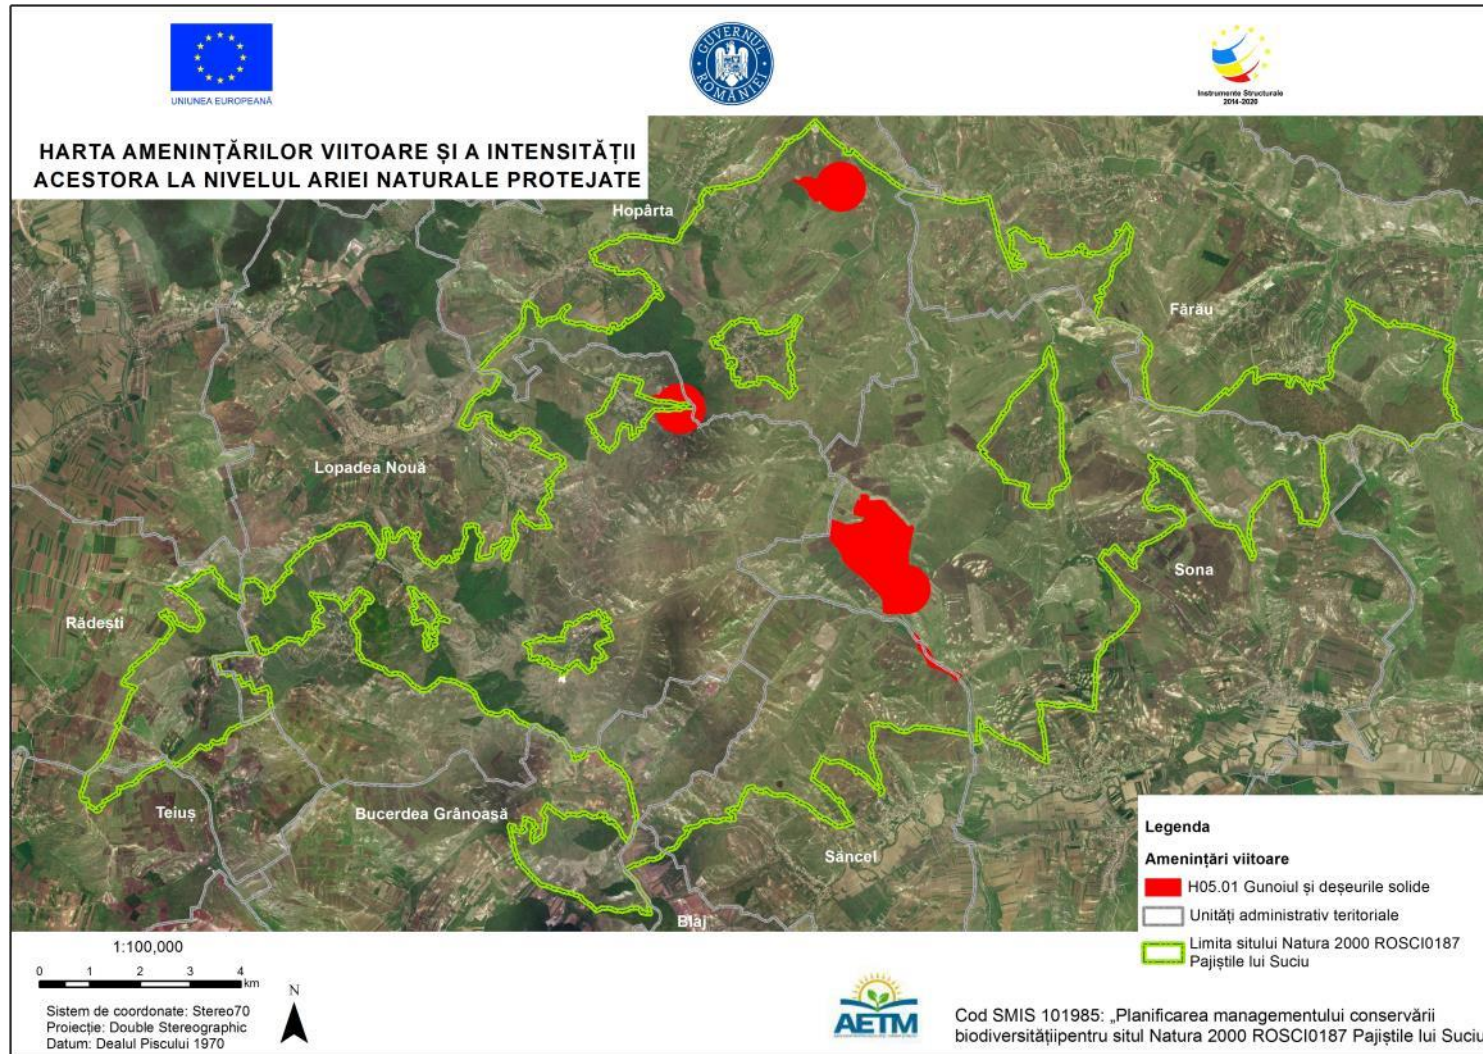 UNIUNEA EUROPEANĂ
GUVERNUL ROMÂNIEI
Instrumente Structurale
2014-2020
HARTA AMENINȚĂRILOR VIITOARE ȘI A INTENSITĂȚII
ACESTORA LA NIVELUL ARIEI NATURALE PROTEJATE
Hopârta
Fărău
Lopadea Nouă
Sona
Rădești
Teiuș
Bucerdea Grânoașă
Sâncel
Blaj
Legenda
Amenințări viitoare
H05.01 Gunoiul și deșeurile solide
Unități administrativ teritoriale
Limita sitului Natura 2000 ROSCI0187
Pajiștile lui Suciu
1:100,000
0 1 2 3 4
km
N
Sistem de coordonate: Stereo70
Proiecție: Double Stereographic
Datum: Dealul Piscului 1970
AETM
Cod SMIS 101985: „Planificarea managementului conservării
biodiversitățiipentru situl Natura 2000 ROSCI0187 Pajiștile lui Suciu